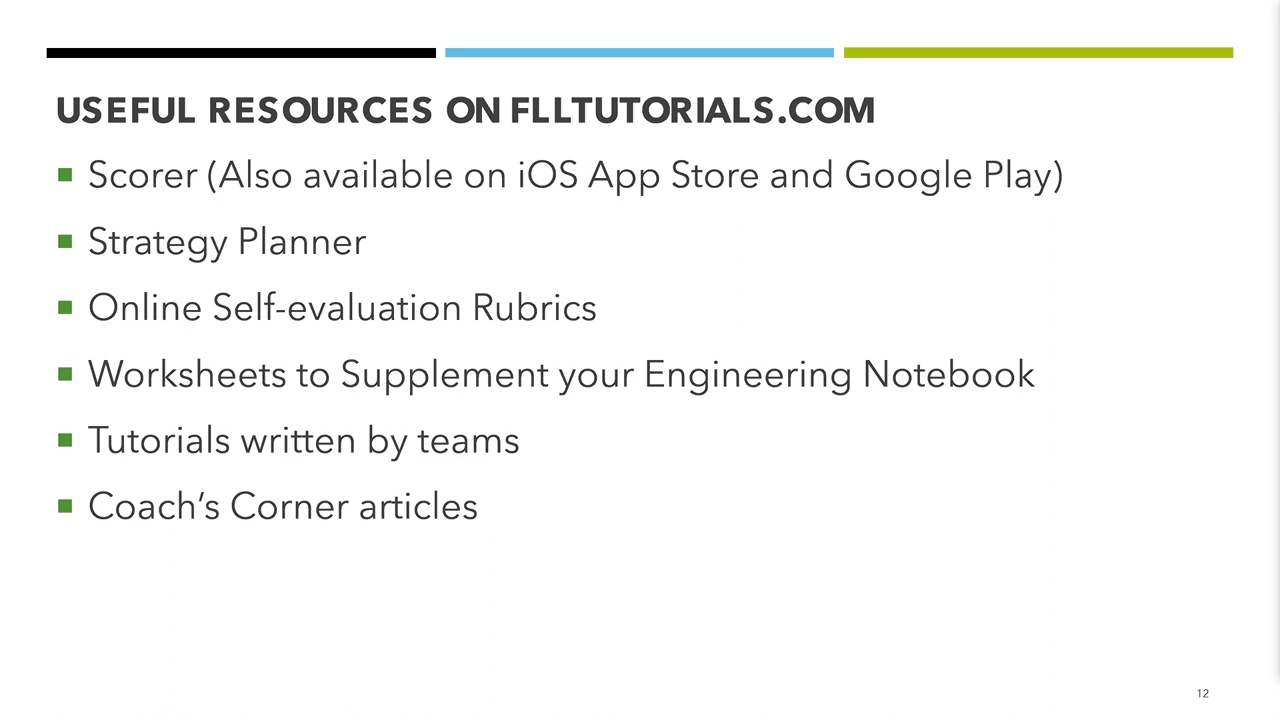 USEFUL RESOURCES ON FLLTUTORIALS.COM
Scorer (Also available on iOS App Store and Google Play)
Strategy Planner
Online Self-evaluation Rubrics
Worksheets to Supplement your Engineering Notebook
Tutorials written by teams
Coach’s Corner articles
12